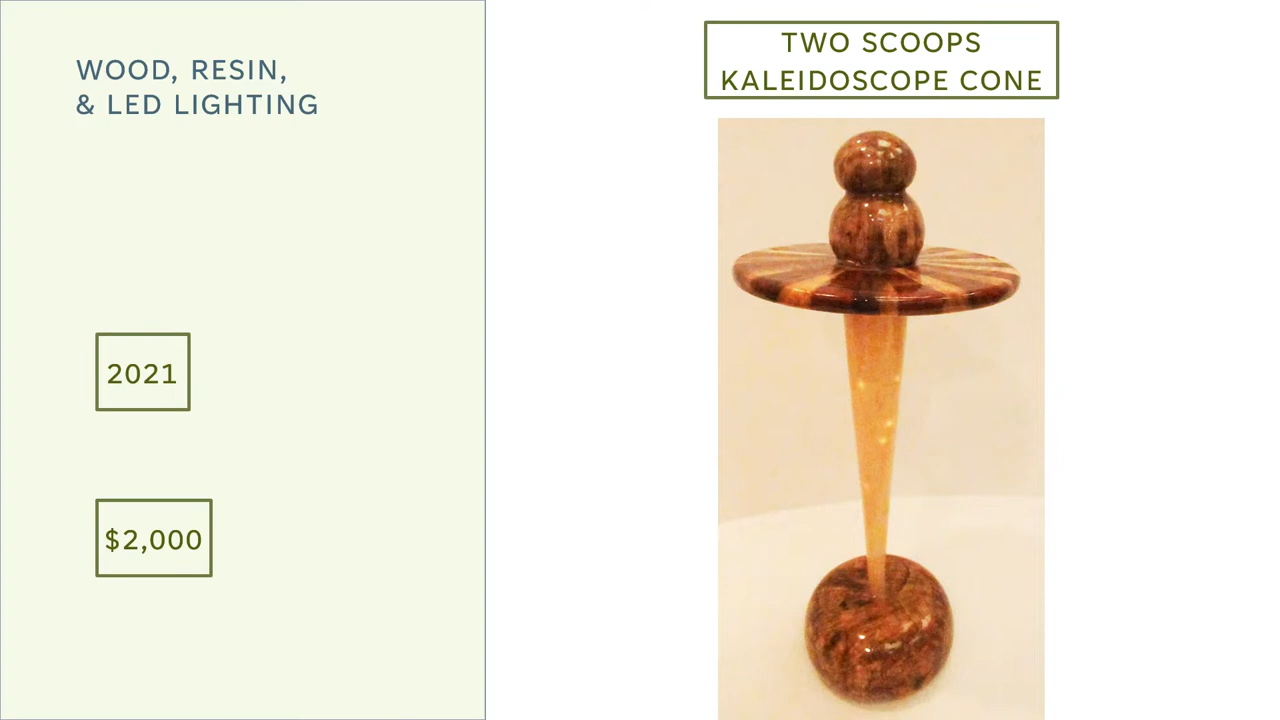 WOOD, RESIN,
& LED LIGHTING
2021
$2,000
TWO SCOOPS
KALEIDOSCOPE CONE